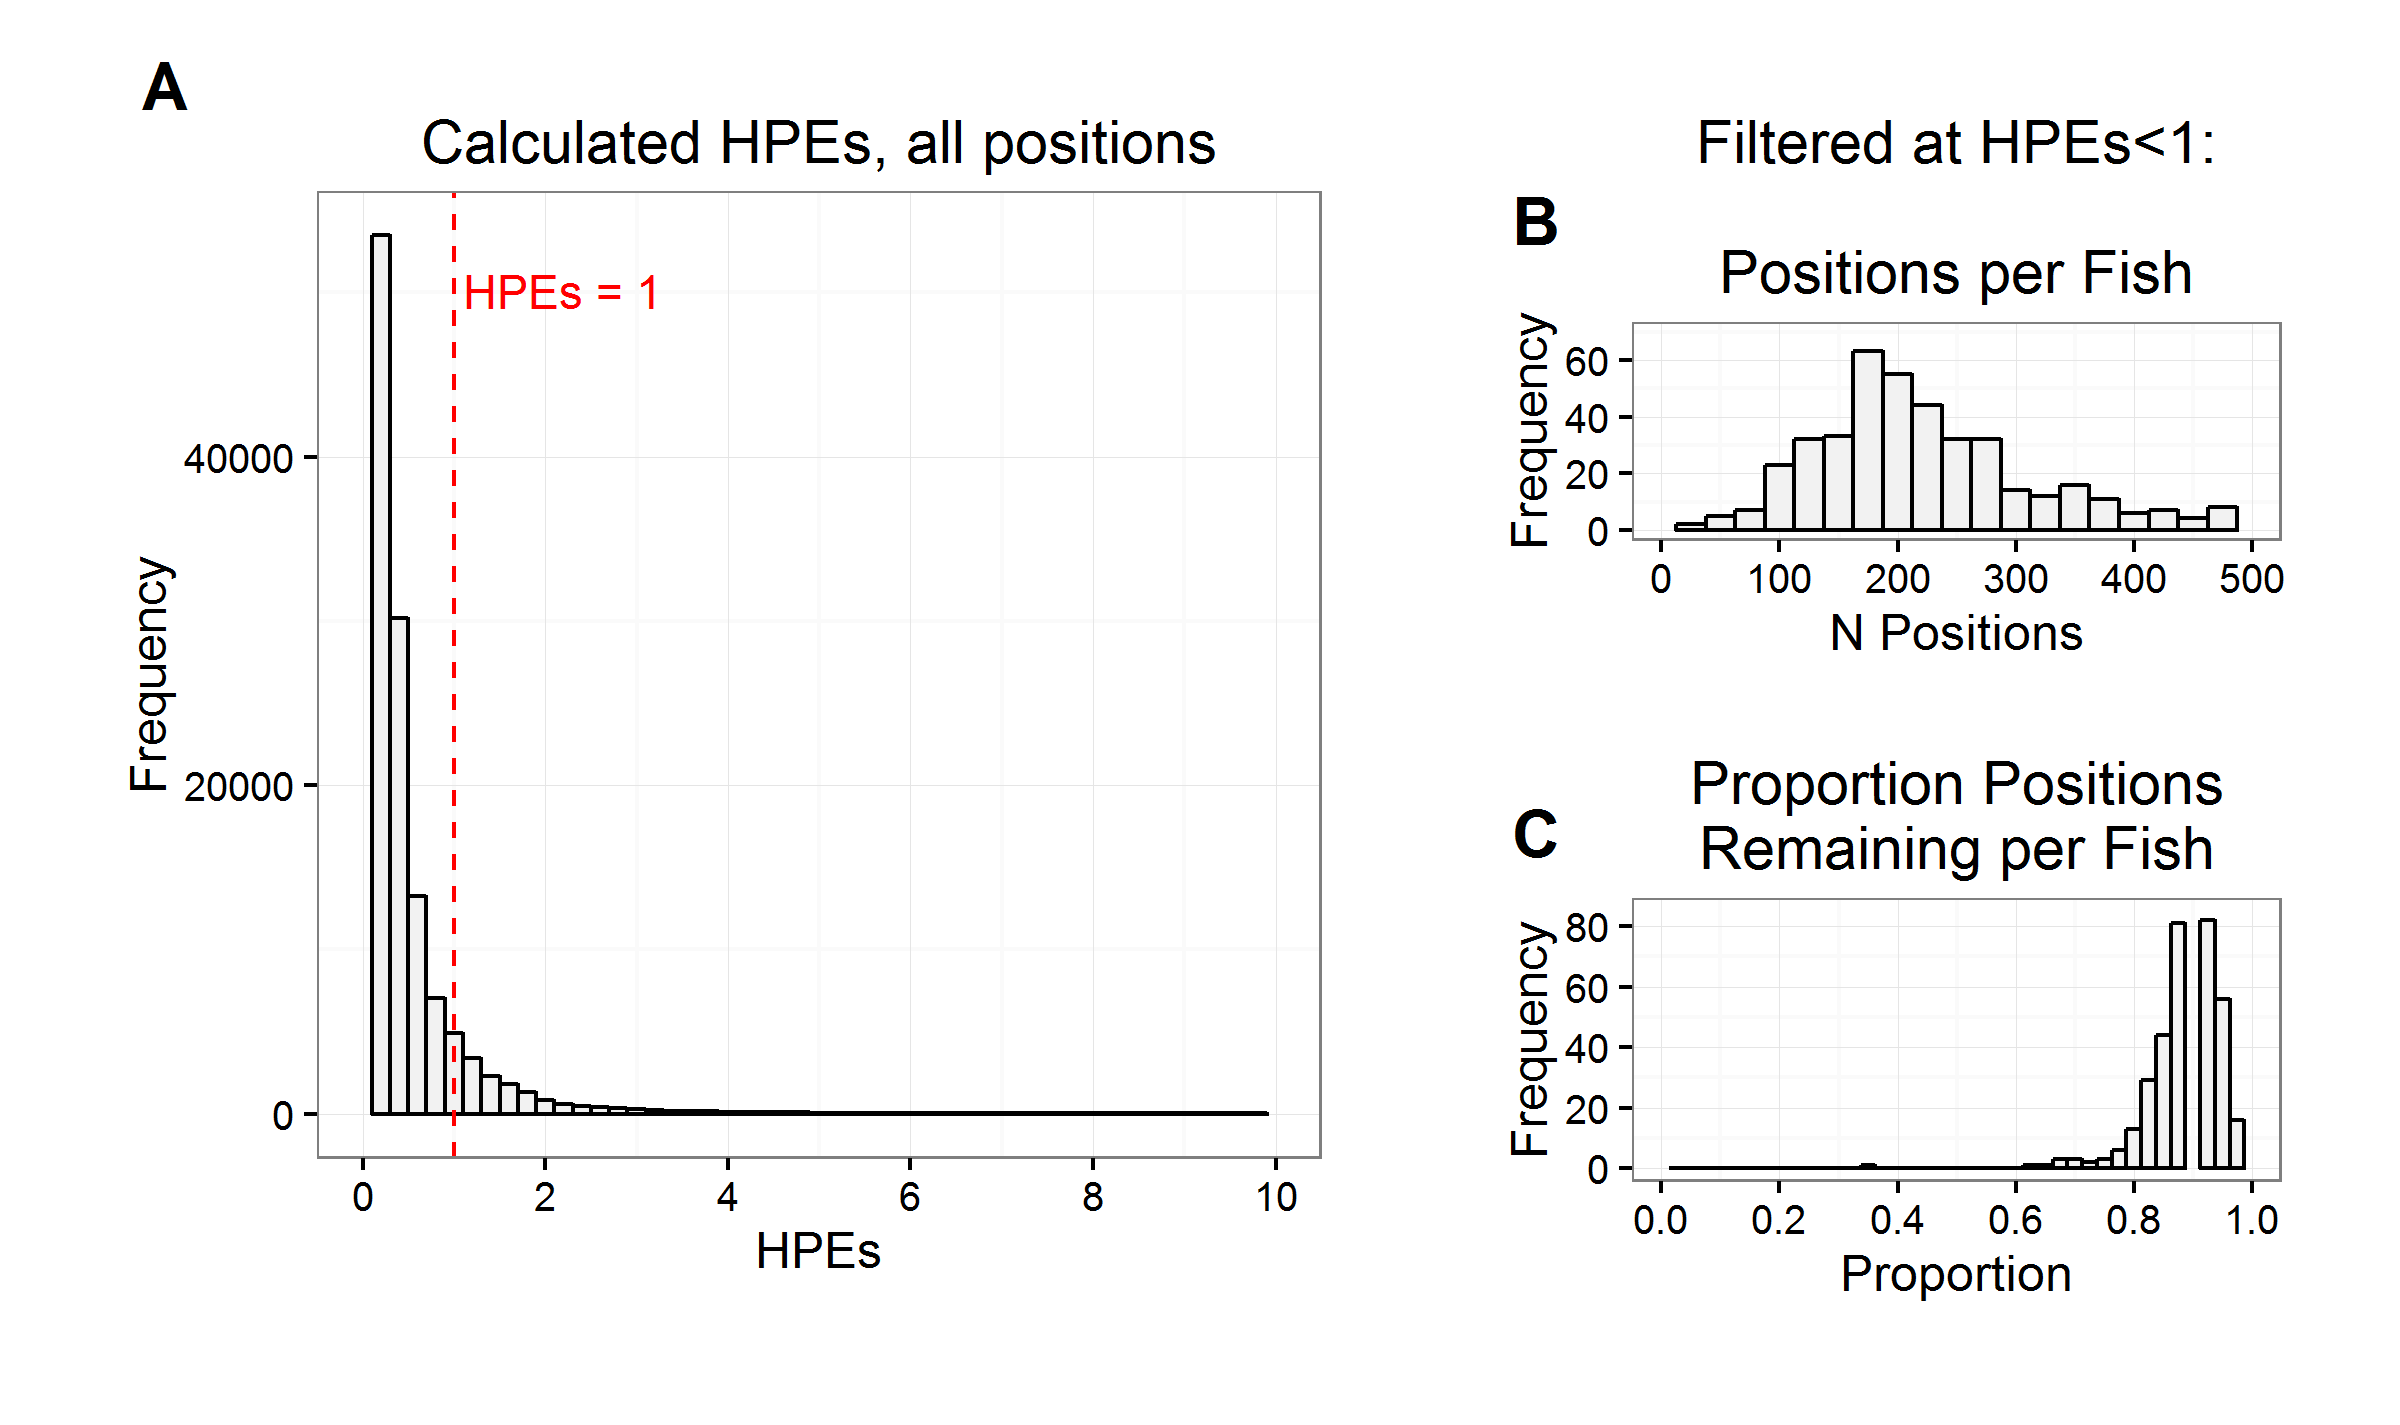 A
Calculated HPEs, all positions
HPEs = 1
Frequency
40000
20000
0
0 2 4 6 8 10
HPEs
Filtered at HPEs<1:
B
Positions per Fish
Frequency
60
40
20
0
0 100 200 300 400 500
N Positions
C
Proportion Positions
Remaining per Fish
Frequency
80
60
40
20
0
0.0 0.2 0.4 0.6 0.8 1.0
Proportion